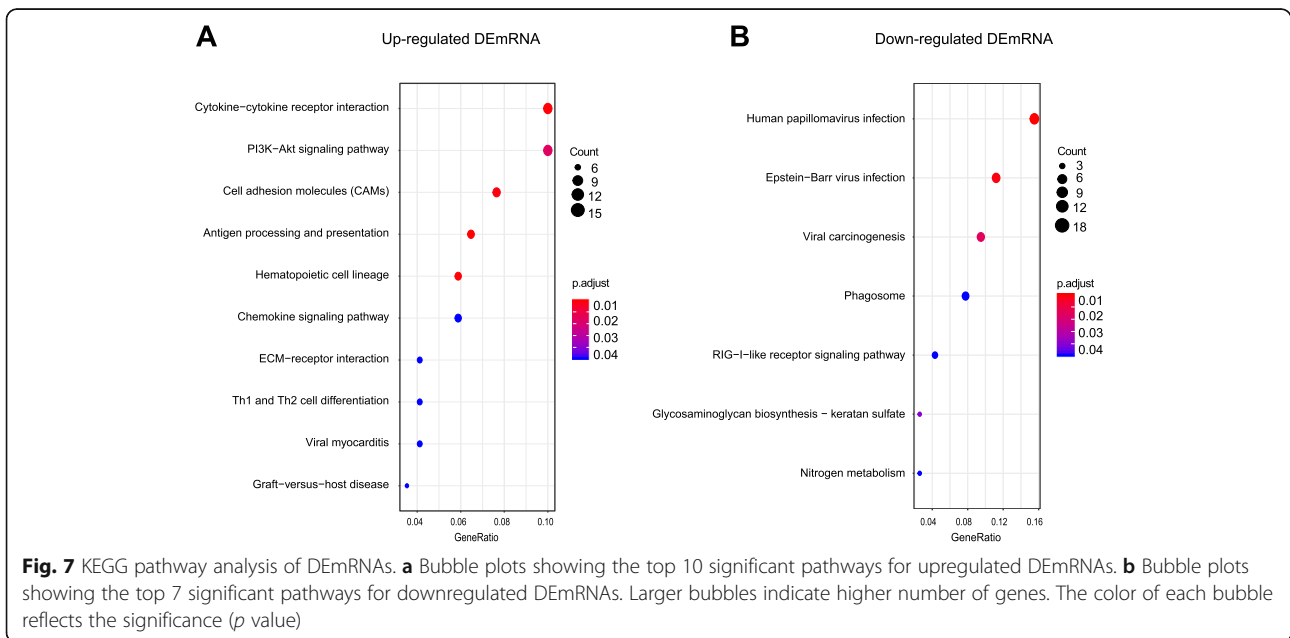 A
Up-regulated DEmRNA
Cytokine−cytokine receptor interaction
PI3K−Akt signaling pathway
Cell adhesion molecules (CAMs)
Antigen processing and presentation
Hematopoietic cell lineage
Chemokine signaling pathway
ECM−receptor interaction
Th1 and Th2 cell differentiation
Viral myocarditis
Graft−versus−host disease
0.04 0.06 0.08 0.10
GeneRatio
Count
6
9
12
15
p.adjust
0.01
0.02
0.03
0.04
B
Down-regulated DEmRNA
Human papillomavirus infection
Epstein−Barr virus infection
Viral carcinogenesis
Phagosome
RIG−I−like receptor signaling pathway
Glycosaminoglycan biosynthesis − keratan sulfate
Nitrogen metabolism
0.04 0.08 0.12 0.16
GeneRatio
Count
3
6
9
12
18
p.adjust
0.01
0.02
0.03
0.04
Fig. 7 KEGG pathway analysis of DEmRNAs. a Bubble plots showing the top 10 significant pathways for upregulated DEmRNAs. b Bubble plots
showing the top 7 significant pathways for downregulated DEmRNAs. Larger bubbles indicate higher number of genes. The color of each bubble
reflects the significance (p value)